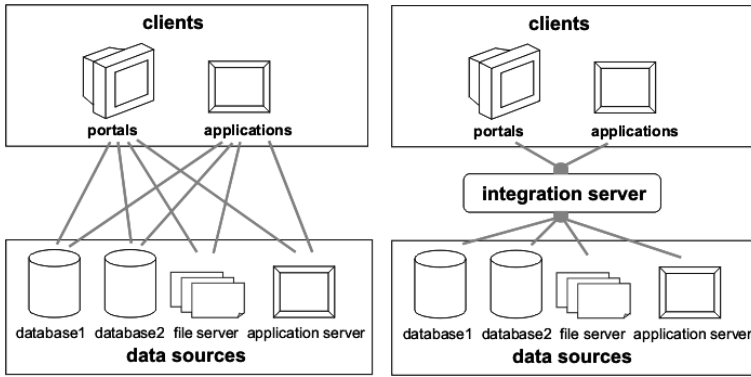 clients
portals
applications
database1
database2
file server
application server
data sources
clients
portals
applications
integration server
database1
database2
file server
application server
data sources